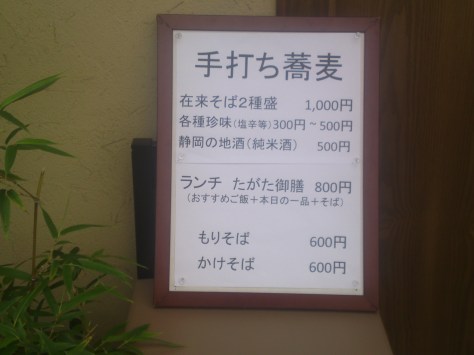 手打ち蕎麦
在来そば2種盛 1,000円
各種珍味(塩辛等)300円~500円
静岡の地酒(純米酒) 500円
ランチ たがた御膳 800円
(おすすめご飯+本日の一品+そば)
もりそば 600円
かけそば 600円